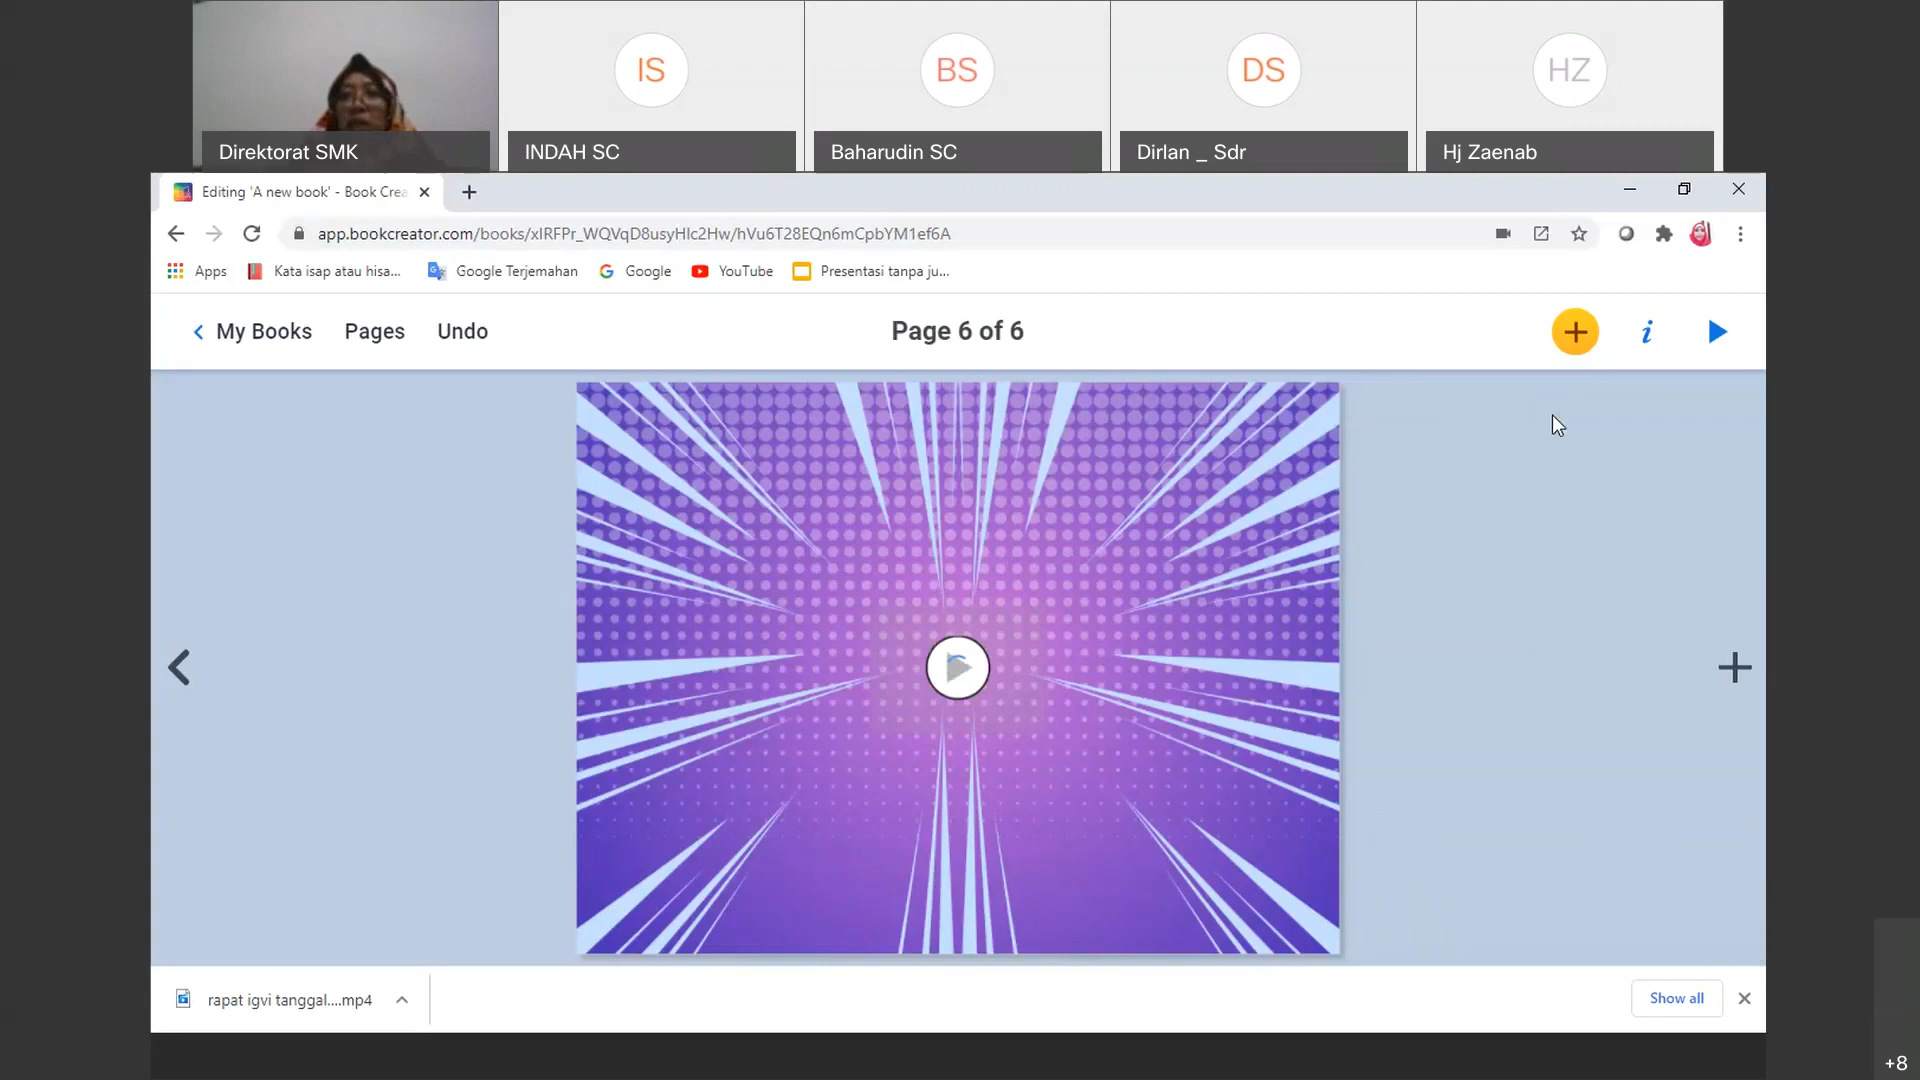 IS
BS
DS
HZ
Direktorat SMK
INDAH SC
Baharudin SC
Dirlan _ Sdr
Hj Zaenab
Editing 'A new book' - Book Crea
app.bookcreator.com/books/xIRFPr_WQVqD8usyHlc2Hw/hVu6T28EQn6mCpbYM1ef6A
Apps
Kata isap atau hisa...
Google Terjemahan
Google
YouTube
Presentasi tanpa ju...
My Books
Pages
Undo
Page 6 of 6
rapat igvi tanggal....mp4
Show all
+8